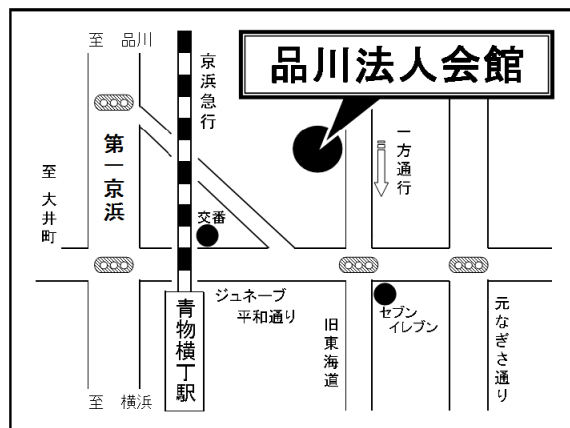 至 品川
京浜急行
品川法人会館
一方通行
第一京浜
至 大井町
交番
ジュネーブ
平和通り
青物横丁駅
旧東海道
セブン
イレブン
元なぎさ通り
至 横浜